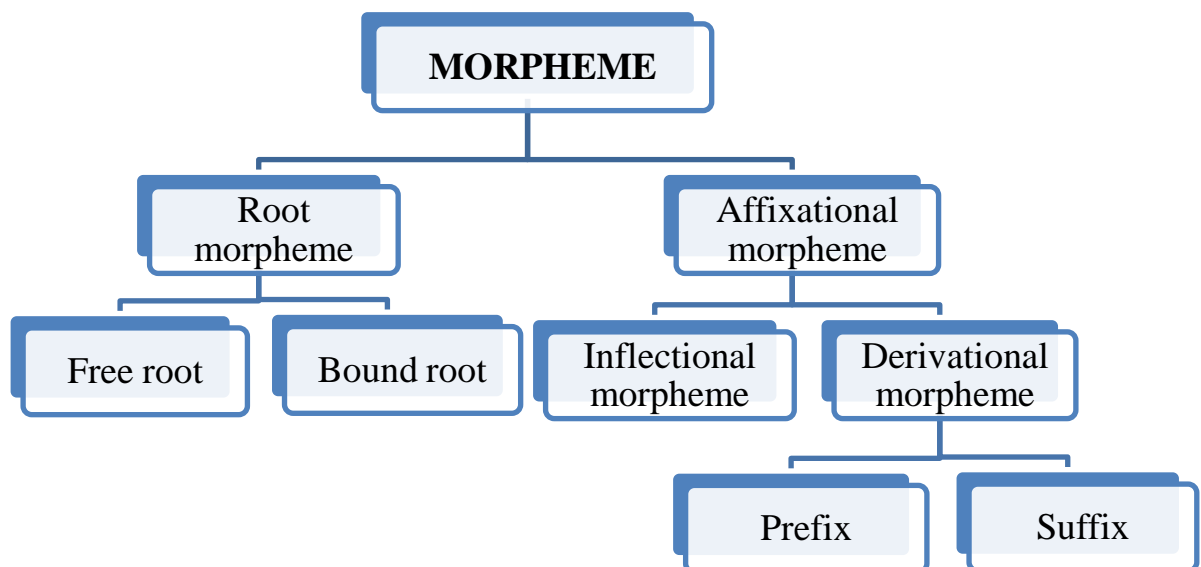 MORPHEME
Root
morpheme
Affixational
morpheme
Free root
Bound root
Inflectional
morpheme
Derivational
morpheme
Prefix
Suffix